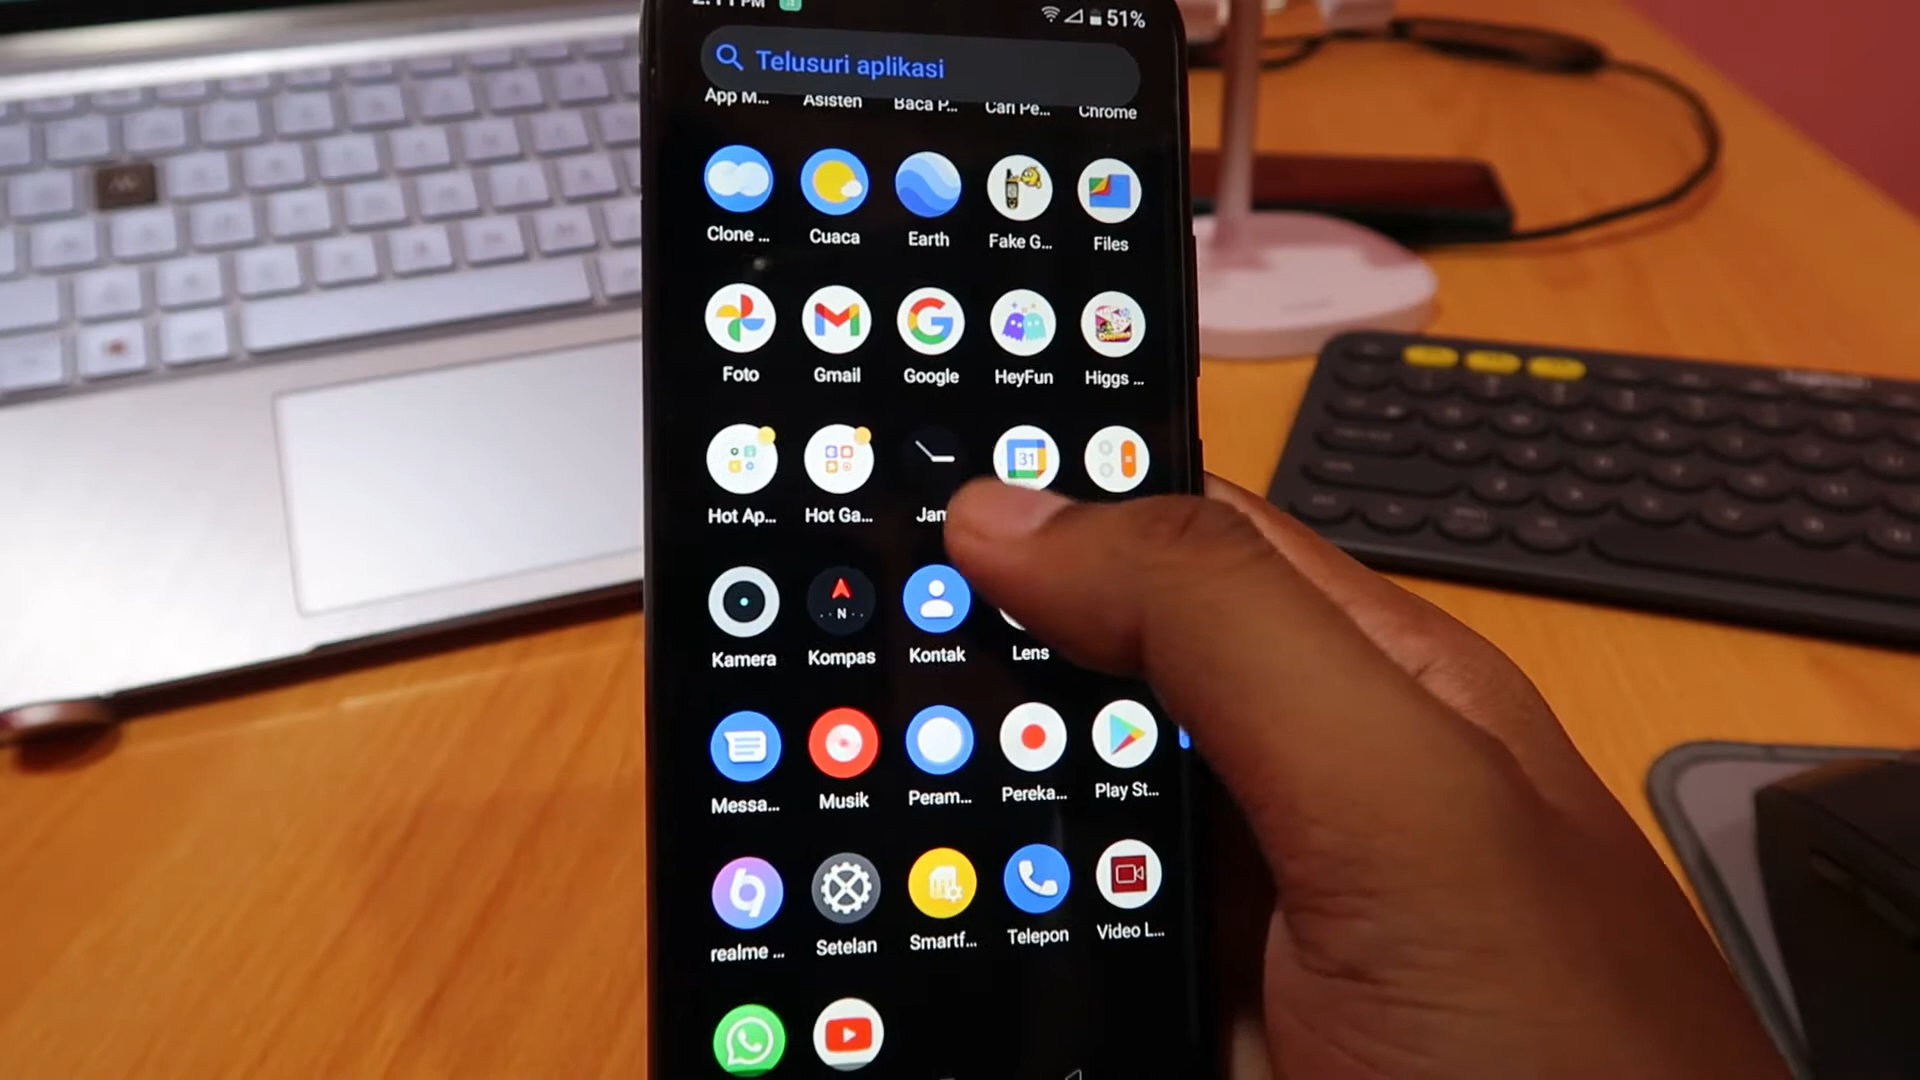 51%
Telusuri aplikasi
App M... Asisten Baca P... Cari Pe... Chrome
Clone ... Cuaca Earth Fake G... Files
Foto Gmail Google HeyFun Higgs ...
31
Hot Ap... Hot Ga... Jam
N
Kamera Kompas Kontak Lens
Messa... Musik Peram... Pereka... Play St...
realme ... Setelan Smartf... Telepon Video L...